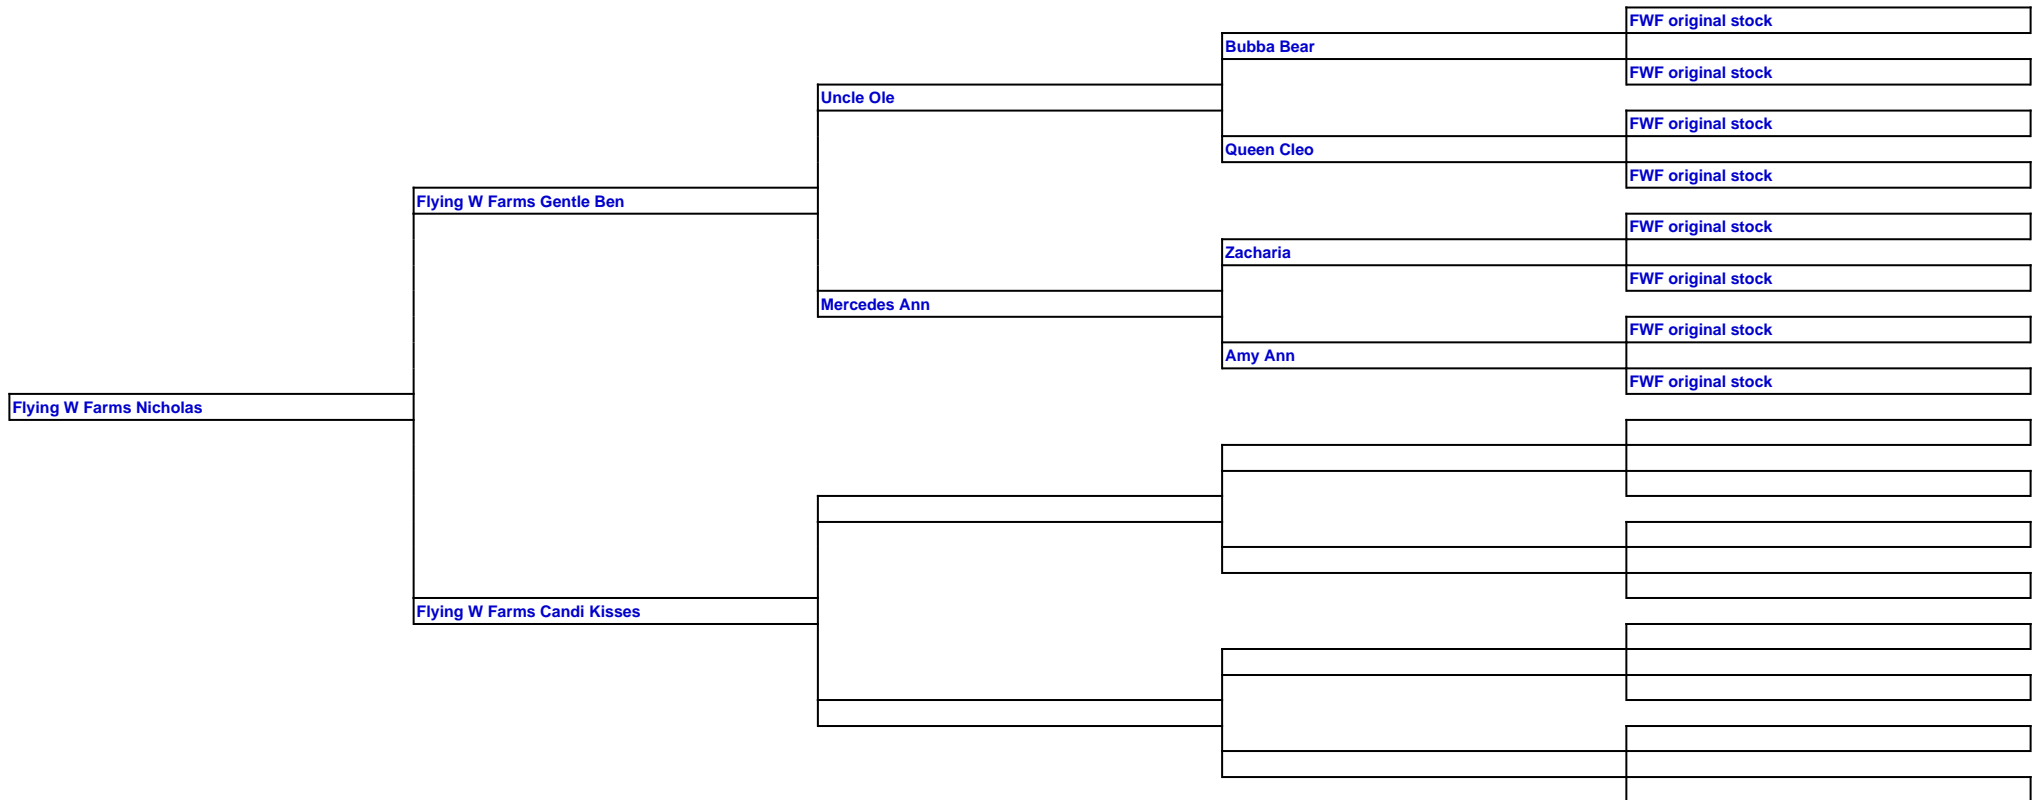 FWF original stock
Bubba Bear
FWF original stock
Uncle Ole
FWF original stock
Queen Cleo
FWF original stock
Flying W Farms Gentle Ben
FWF original stock
Zacharia
FWF original stock
Mercedes Ann
FWF original stock
Amy Ann
FWF original stock
Flying W Farms Nicholas
Flying W Farms Candi Kisses